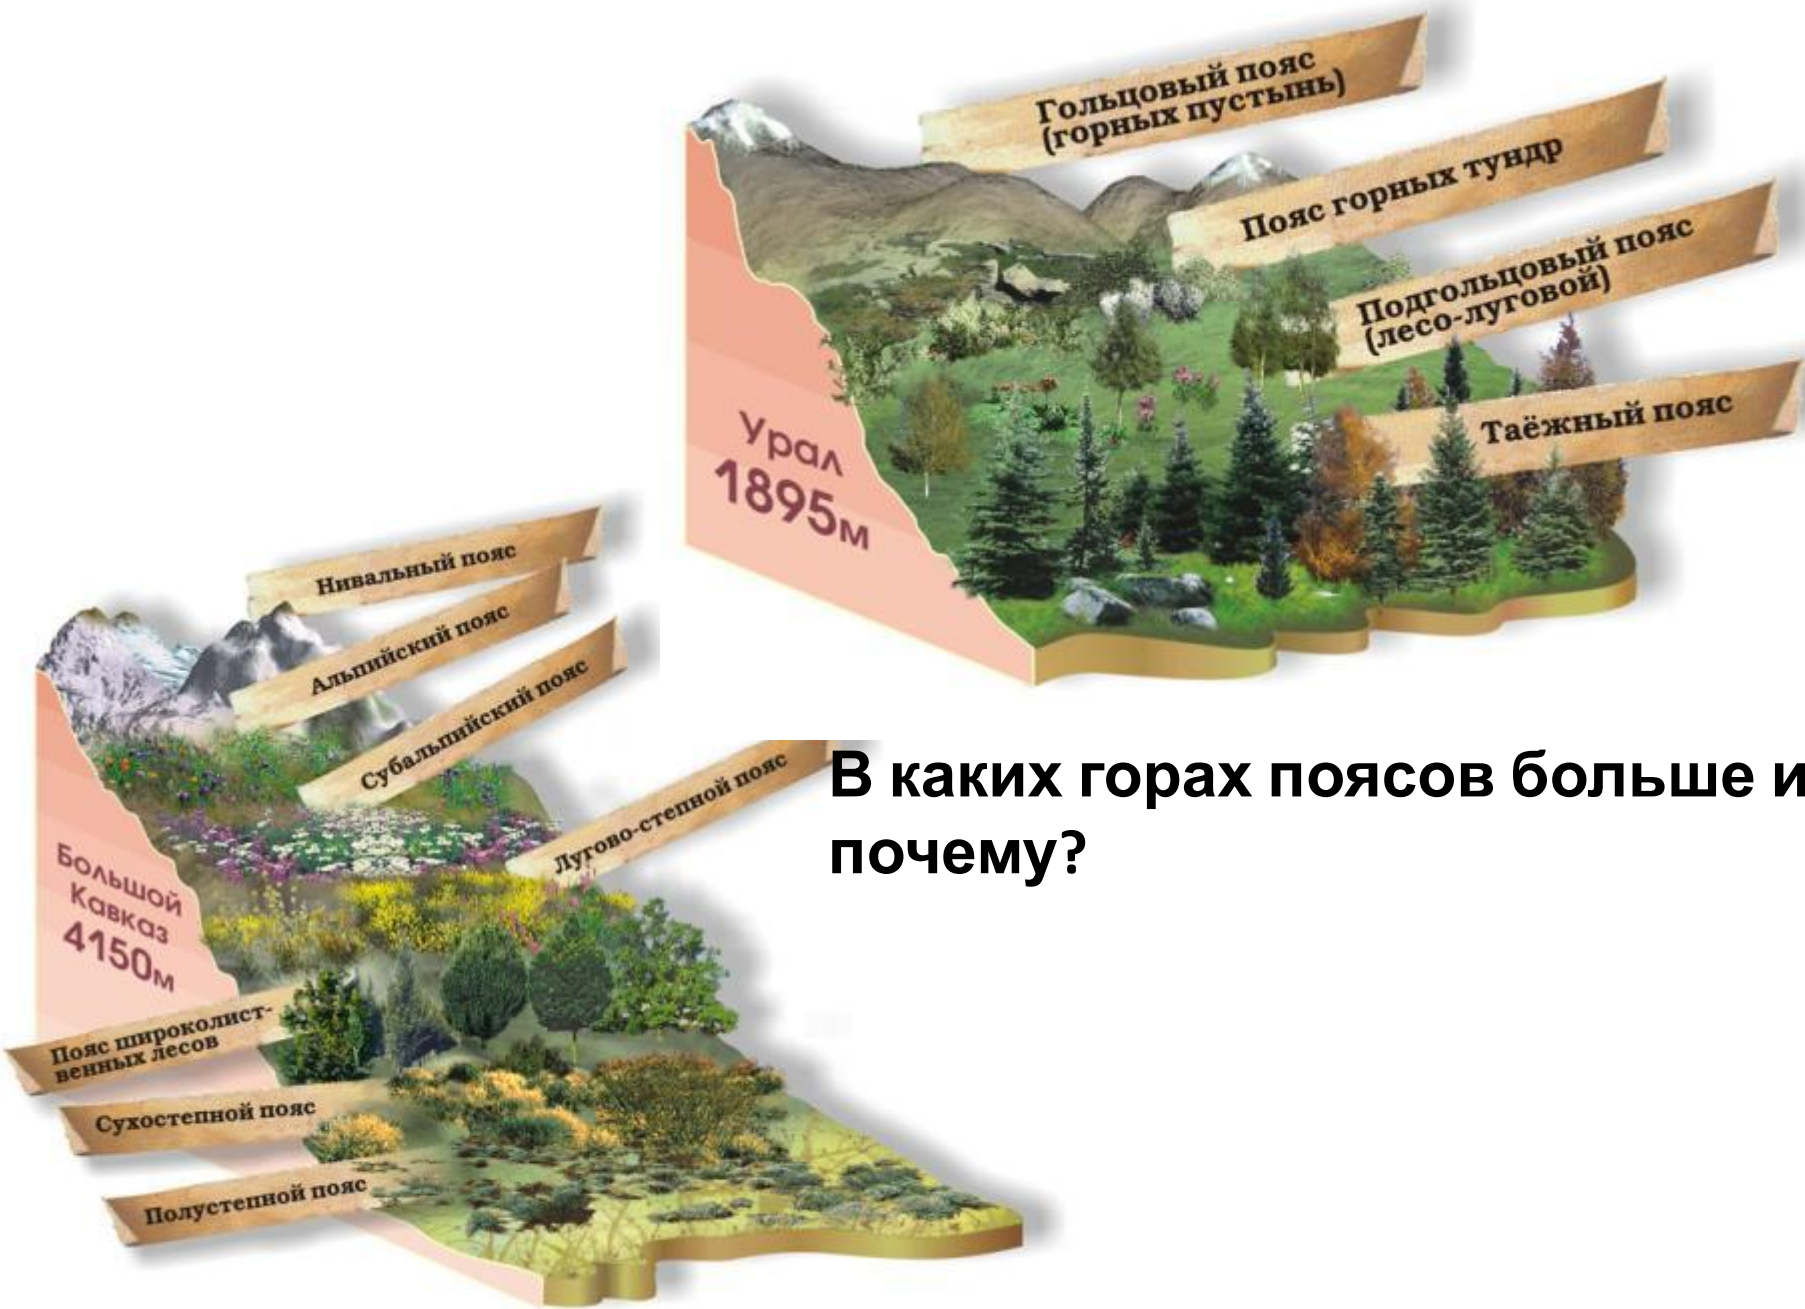 Гольцовый пояс
(горных пустынь)
Пояс горных тундр
Подгольцовый пояс
(лесо-луговой)
Таёжный пояс
Урал
1895м
Нивальный пояс
Альпийский пояс
Субальпийский пояс
Лугово-степной пояс
Большой
Кавказ
4150м
Пояс широколист-
венных лесов
Сухостепной пояс
Полустепной пояс
В каких горах поясов больше и
почему?